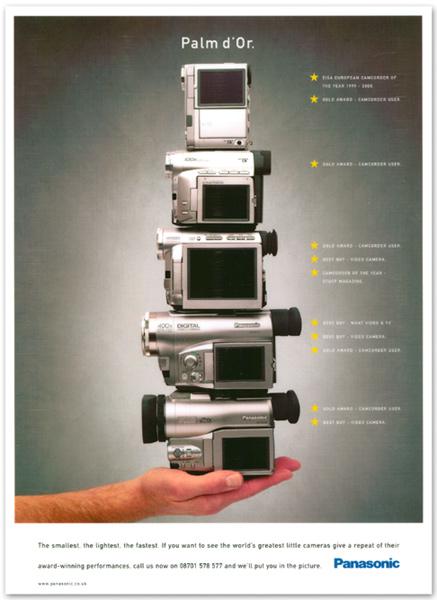 Palm d'Or.
EISA EUROPEAN CAMCORDER OF
THE YEAR 1999 - 2000.
GOLD AWARD - CAMCORDER USER.
GOLD AWARD - CAMCORDER USER.
GOLD AWARD - CAMCORDER USER.
BEST BUY - VIDEO CAMERA.
CAMCORDER OF THE YEAR -
STUFF MAGAZINE.
400x DIGITAL Panasonic
BEST BUY - WHAT VIDEO & TV
BEST BUY - VIDEO CAMERA.
GOLD AWARD - CAMCORDER USER.
Panasonic
GOLD AWARD - CAMCORDER USER.
BEST BUY - VIDEO CAMERA.
The smallest, the lightest, the fastest. If you want to see the world's greatest little cameras give a repeat of their
award-winning performances, call us now on 08701 578 577 and we'll put you in the picture. Panasonic
www.panasonic.co.uk